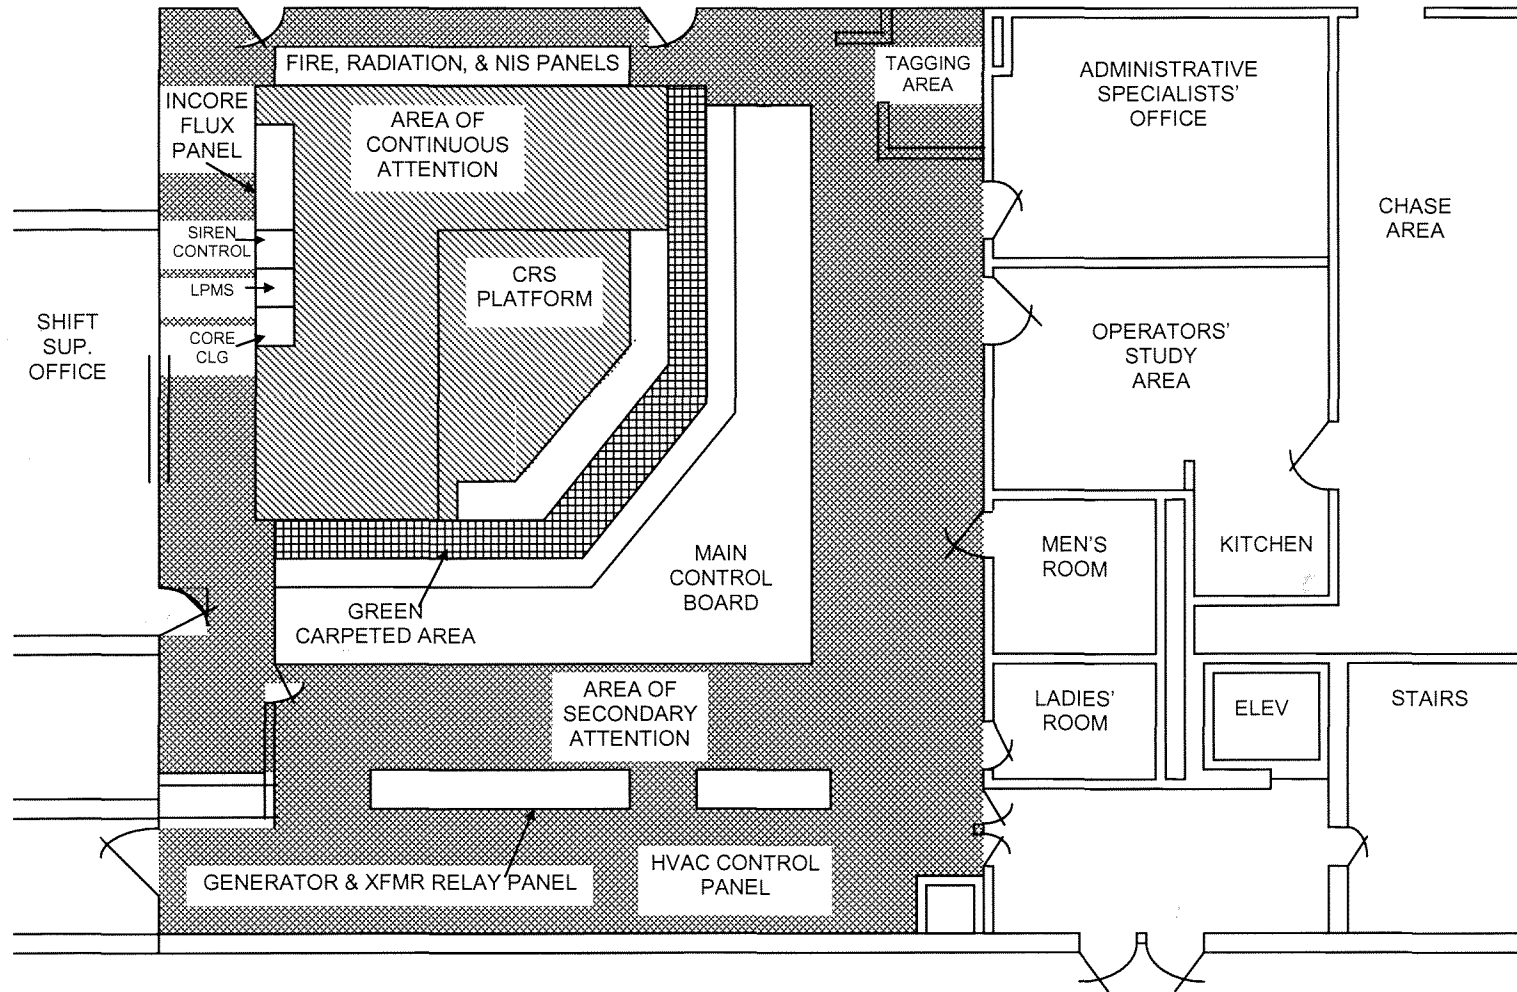 FIRE, RADIATION, & NIS PANELS
TAGGING
AREA
ADMINISTRATIVE
SPECIALISTS'
OFFICE
INCORE
FLUX
PANEL
AREA OF
CONTINUOUS
ATTENTION
CHASE
AREA
SIREN
CONTROL
LPMS
CORE
CLG
CRS
PLATFORM
SHIFT
SUP.
OFFICE
OPERATORS'
STUDY
AREA
MEN'S
ROOM
KITCHEN
MAIN
CONTROL
BOARD
GREEN
CARPETED AREA
AREA OF
SECONDARY
ATTENTION
LADIES'
ROOM
ELEV
STAIRS
GENERATOR & XFMR RELAY PANEL
HVAC CONTROL
PANEL